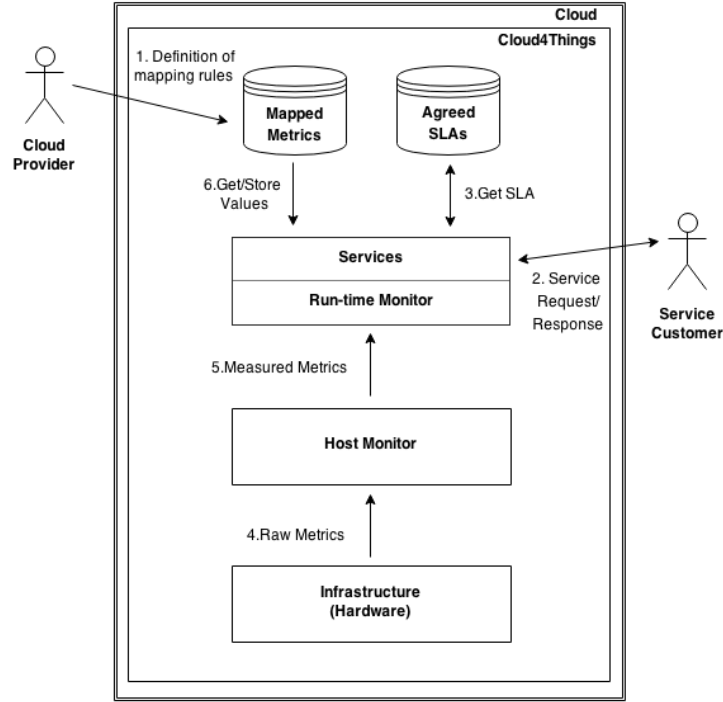 Cloud
Cloud4Things
1. Definition of
mapping rules
Mapped
Metrics
Agreed
SLAs
Cloud
Provider
6.Get/Store
Values
3.Get SLA
Services
Run-time Monitor
2. Service
Request/
Response
Service
Customer
5.Measured Metrics
Host Monitor
4.Raw Metrics
Infrastructure
(Hardware)